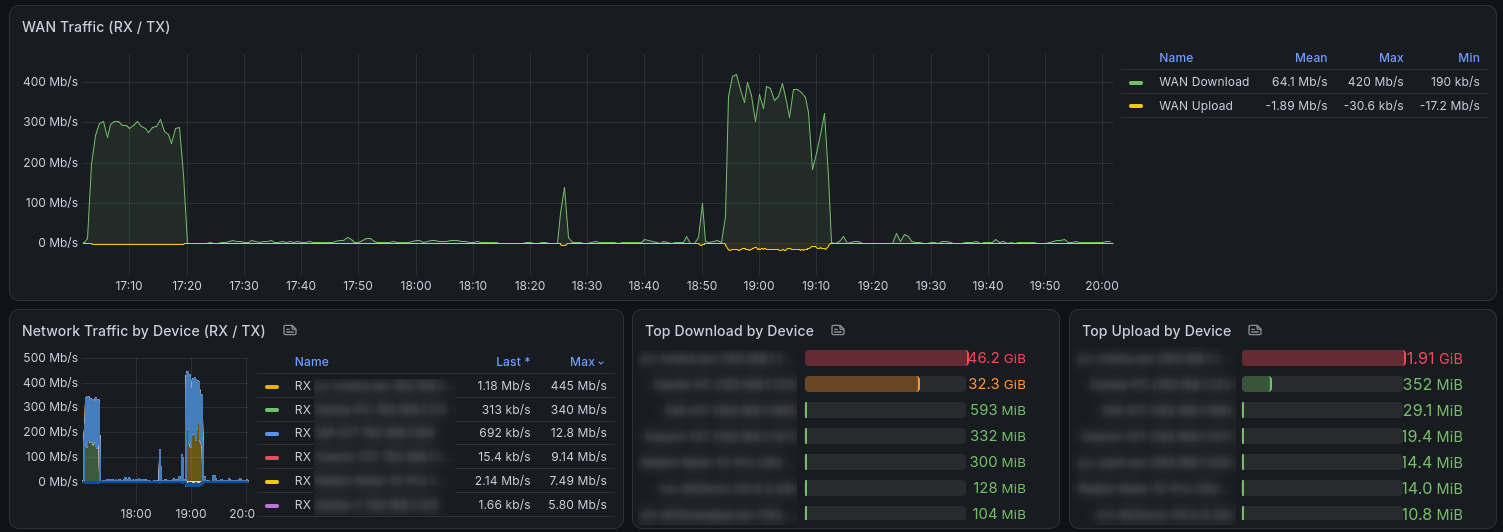 WAN Traffic (RX / TX)
Name Mean Max Min
WAN Download 64.1 Mb/s 420 Mb/s 190 kb/s
WAN Upload -1.89 Mb/s -30.6 kb/s -17.2 Mb/s
400 Mb/s
300 Mb/s
200 Mb/s
100 Mb/s
0 Mb/s
17:10 17:20 17:30 17:40 17:50 18:00 18:10 18:20 18:30 18:40 18:50 19:00 19:10 19:20 19:30 19:40 19:50 20:00
Network Traffic by Device (RX / TX)
500 Mb/s
400 Mb/s
300 Mb/s
200 Mb/s
100 Mb/s
0 Mb/s
18:00 19:00 20:0
Name Last * Max
RX 1.18 Mb/s 445 Mb/s
RX 313 kb/s 340 Mb/s
RX 692 kb/s 12.8 Mb/s
RX 15.4 kb/s 9.14 Mb/s
RX 2.14 Mb/s 7.49 Mb/s
RX 1.66 kb/s 5.80 Mb/s
Top Download by Device
46.2 GiB
32.3 GiB
593 MiB
332 MiB
300 MiB
128 MiB
104 MiB
Top Upload by Device
1.91 GiB
352 MiB
29.1 MiB
19.4 MiB
14.4 MiB
14.0 MiB
10.8 MiB